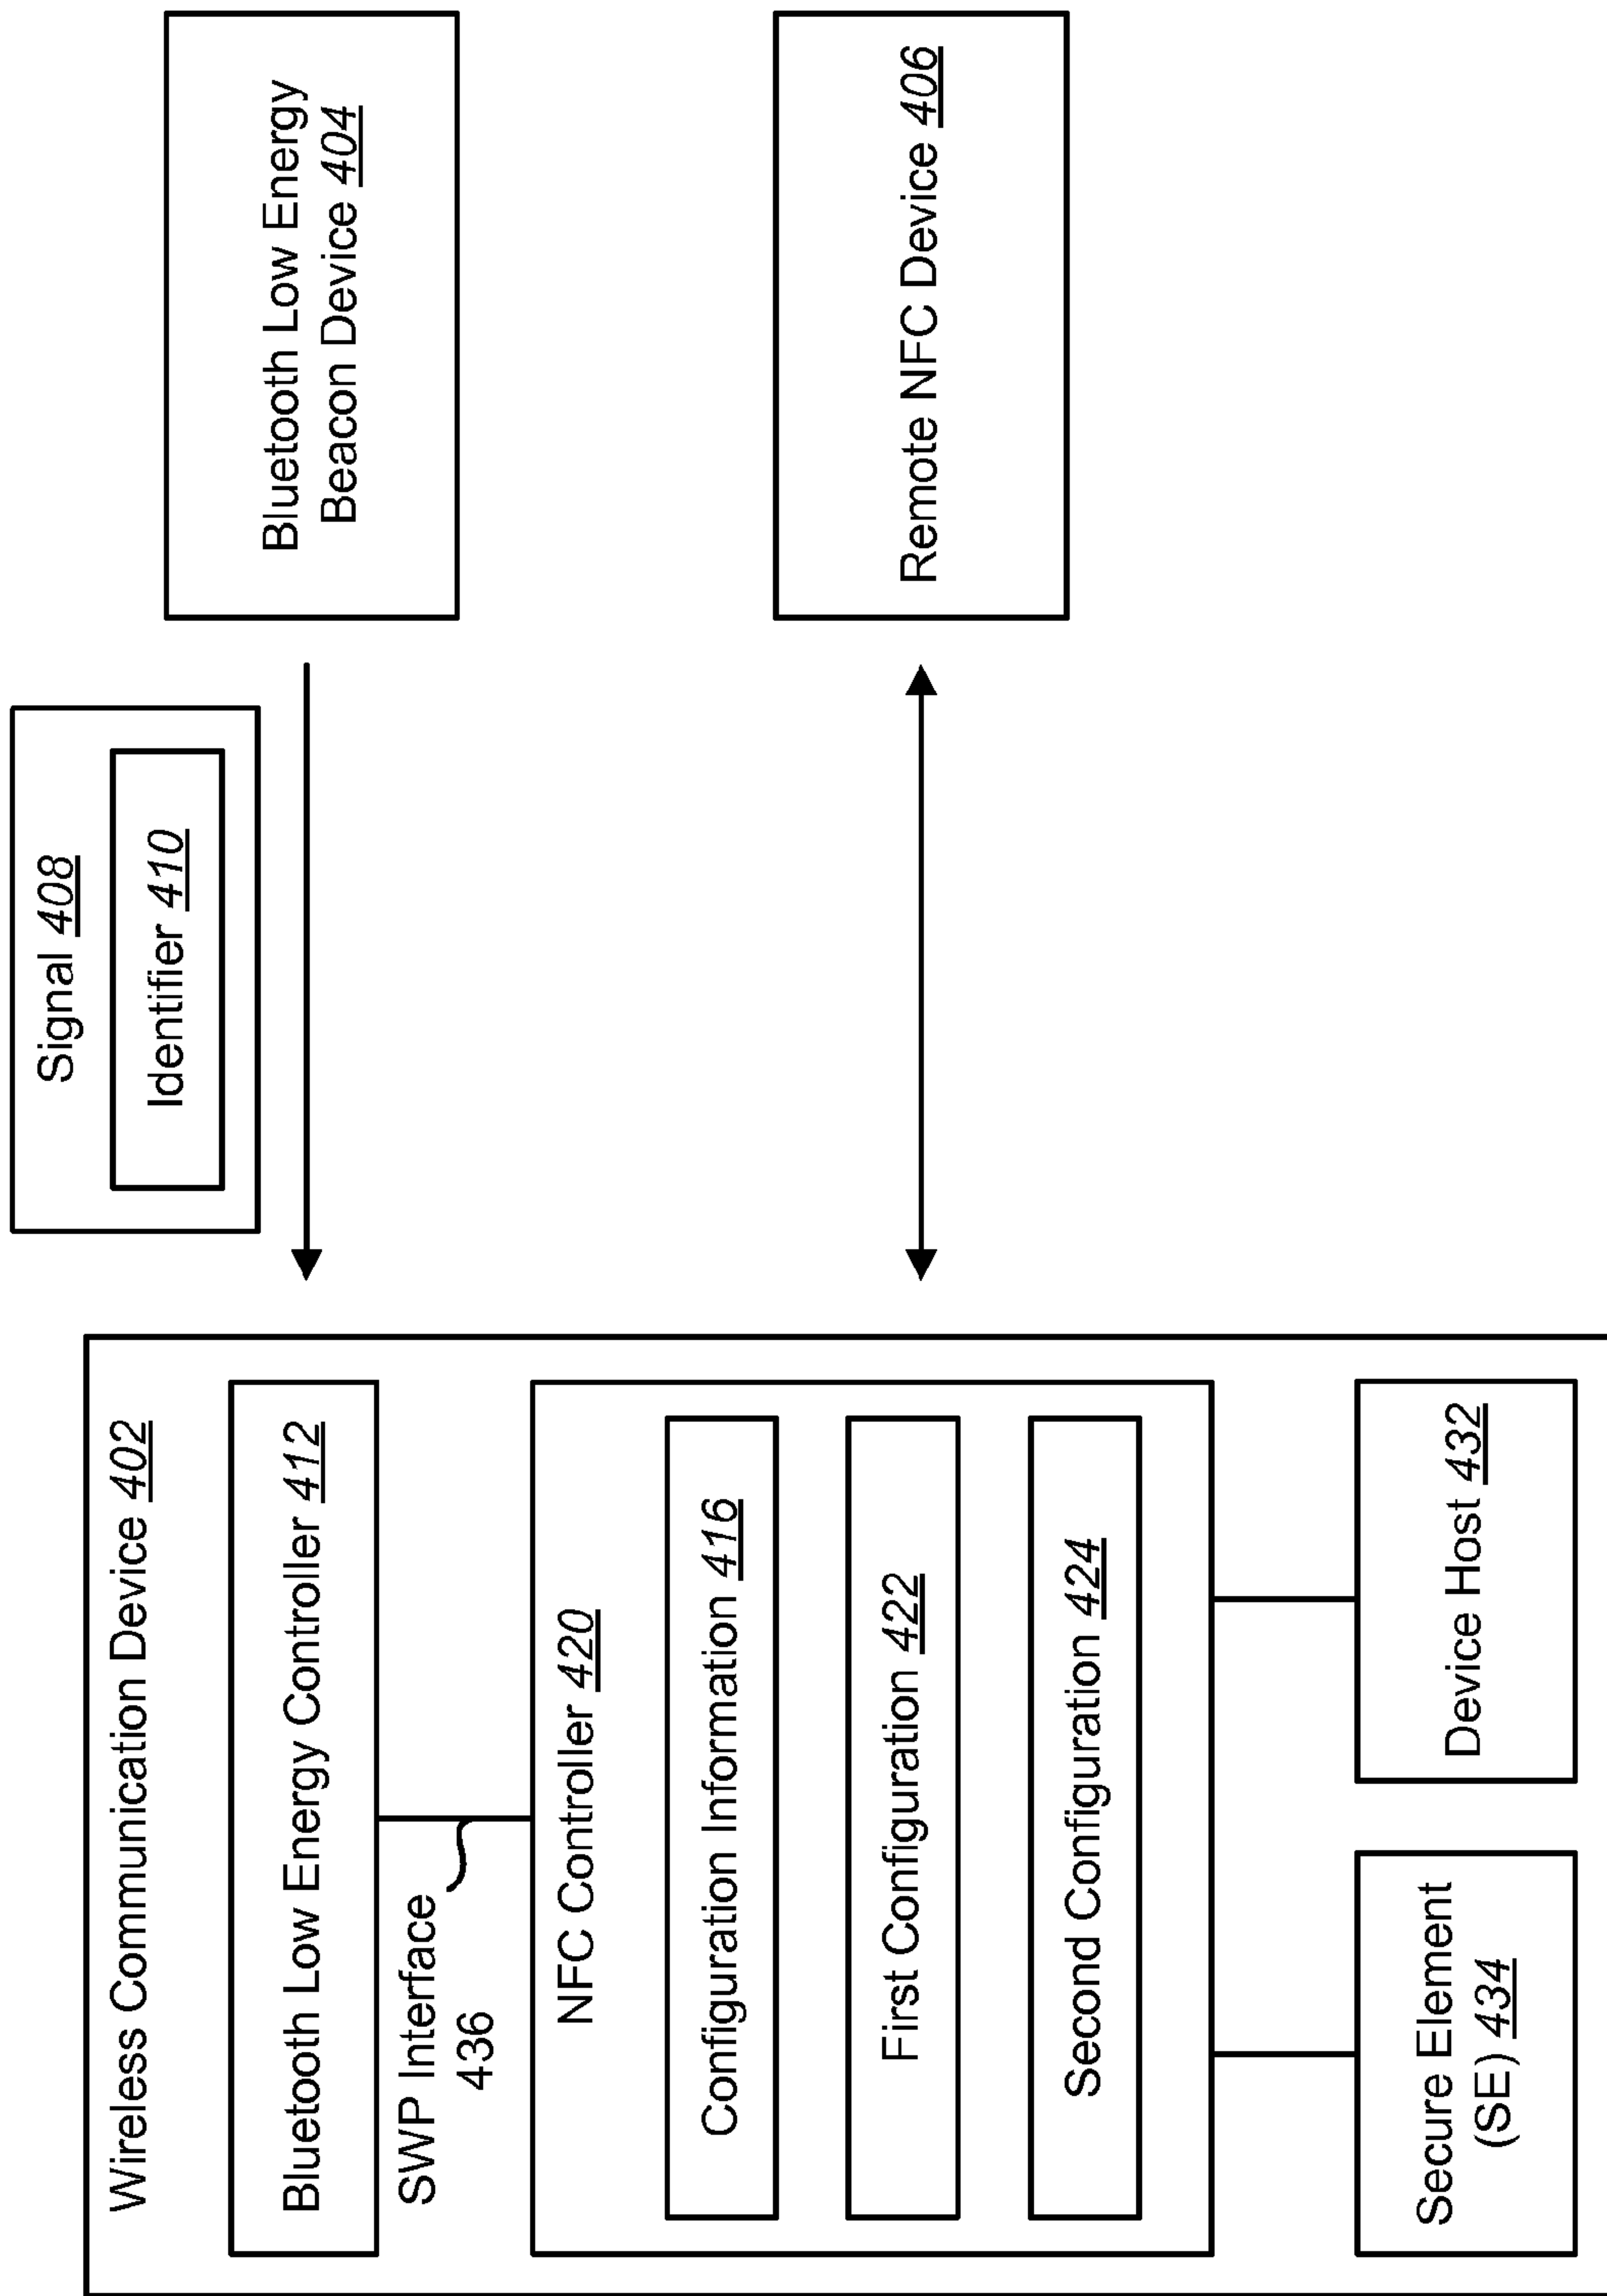 Wireless Communication Device 402
Bluetooth Low Energy Controller 412
SWP Interface
436
NFC Controller 420
Configuration Information 416
First Configuration 422
Second Configuration 424
Secure Element
(SE) 434
Device Host 432
Signal 408
Identifier 410
Bluetooth Low Energy
Beacon Device 404
Remote NFC Device 406